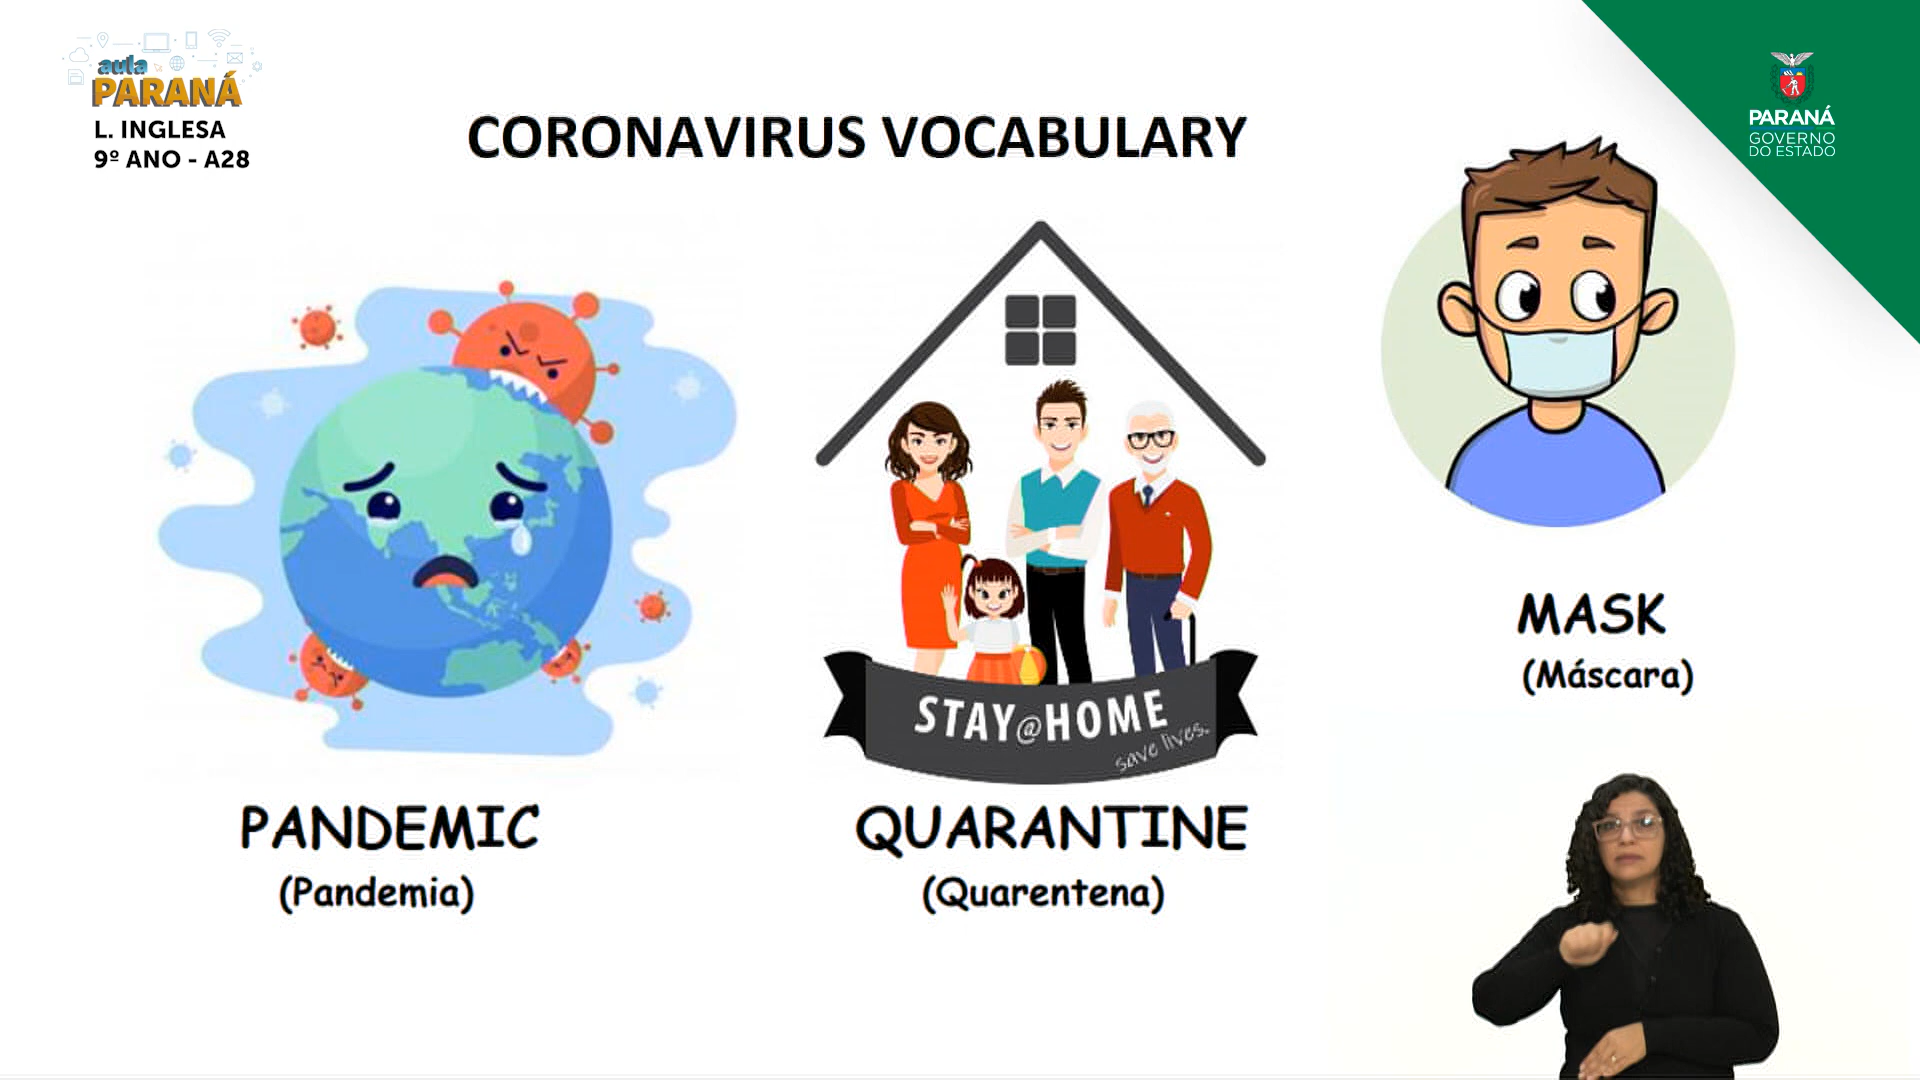 aula
PARANÁ
L. INGLESA
9º ANO - A28
CORONAVIRUS VOCABULARY
PARANÁ
GOVERNO
DO ESTADO
STAY@HOME
save lives.
MASK
(Máscara)
PANDEMIC
(Pandemia)
QUARANTINE
(Quarentena)